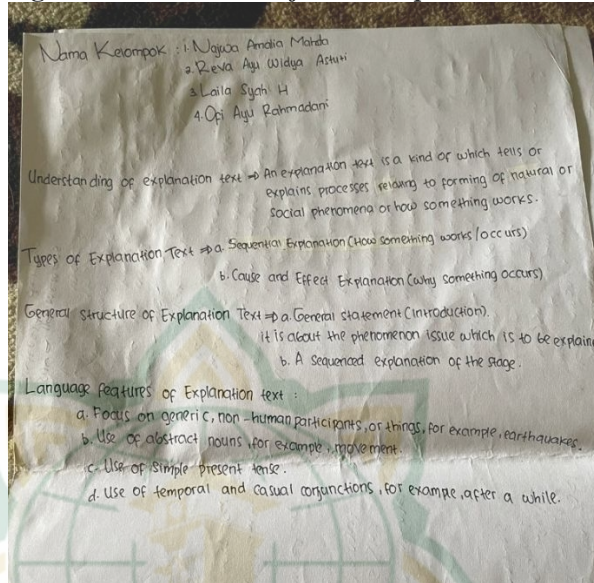 Nama Kelompok : 1. Najwa Amalia Mahda
2. Reva Ayu Widya Astuti
3. Laila Syah H
4. Opi Ayu Rahmadani
Understanding of explanation text ⇒ An explanation text is a kind of which tells or
explains processes relating to forming of natural or
social phenomena or how something works.
Types of Explanation Text ⇒ a. Sequential Explanation (How something works / occurs)
b. Cause and Effect Explanation (why something occurs)
General structure of Explanation Text ⇒ a. General statement (introduction).
it is about the phenomenon issue which is to be explain
b. A sequenced explanation of the stage.
Language features of Explanation text :
a. Focus on generic, non-human participants, or things, for example, earthquakes.
b. Use of abstract nouns, for example, movement.
c. Use of simple present tense.
d. Use of temporal and casual conjunctions, for example, after a while.